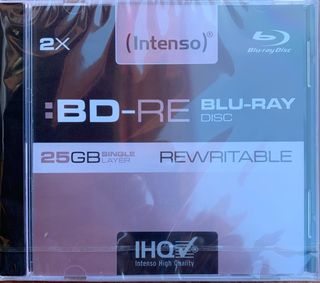 2X (Intenso)® Blu-ray Disc
:BD-RE BLU-RAY DISC
25GB SINGLE LAYER REWRITABLE
IHQ®
Intenso High Quality